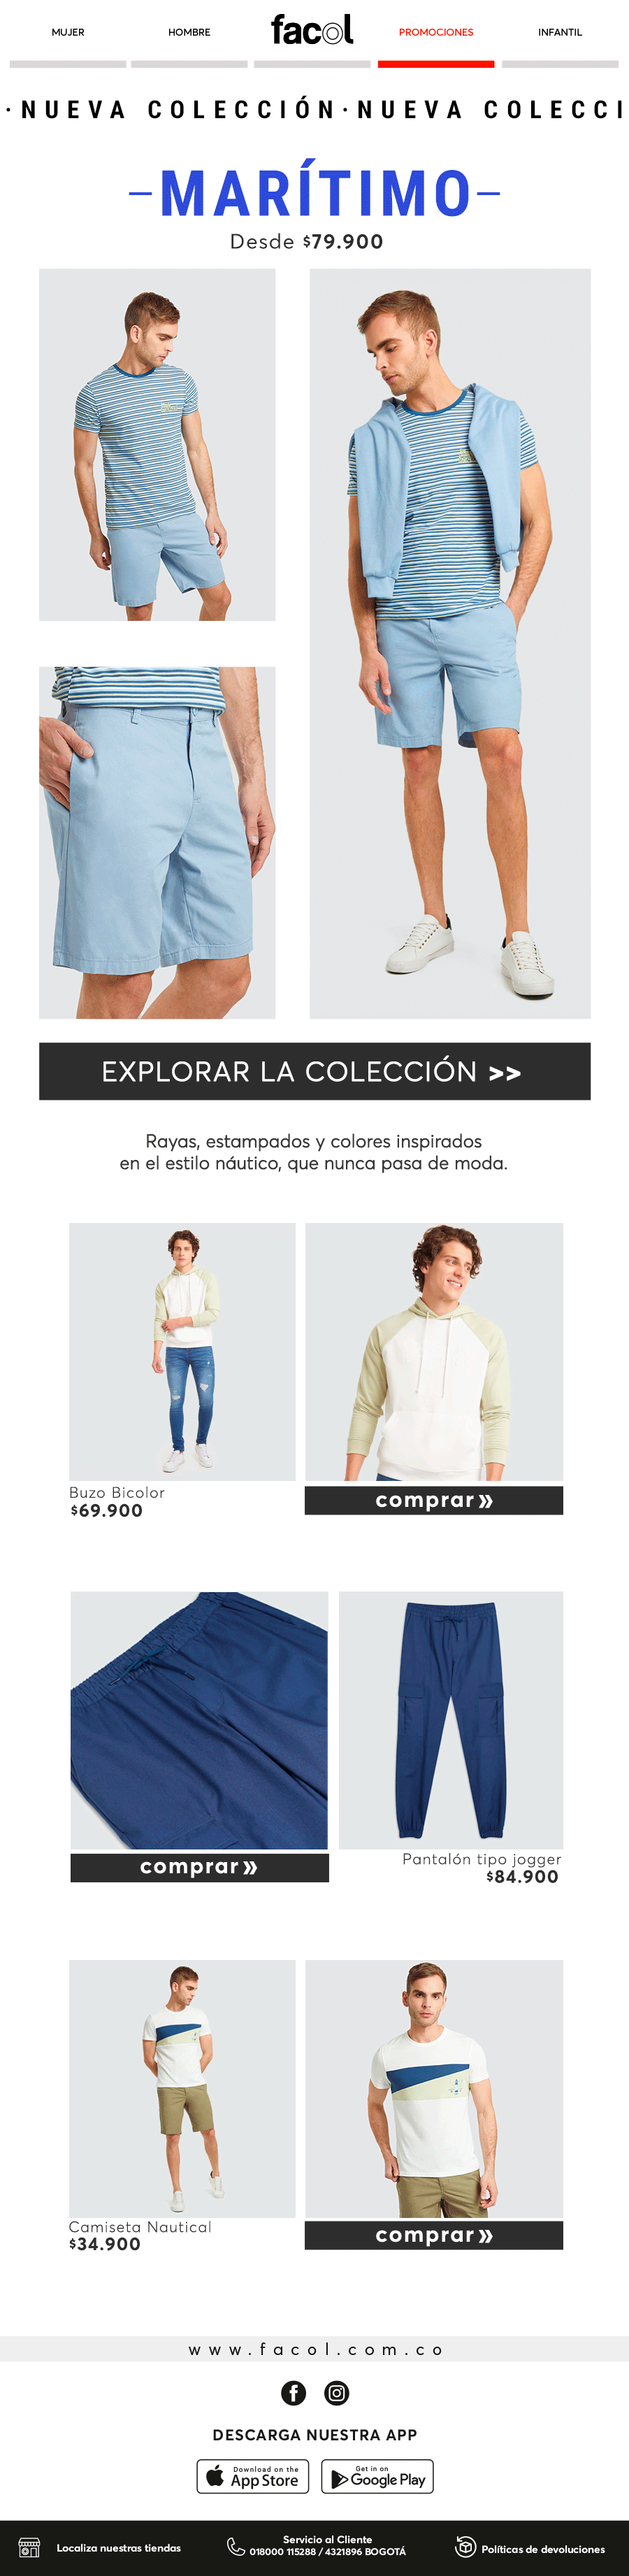 MUJER HOMBRE facol PROMOCIONES INFANTIL
·NUEVA COLECCIÓN·NUEVA COLECCI
–MARÍTIMO–
Desde $79.900
EXPLORAR LA COLECCIÓN >>
Rayas, estampados y colores inspirados
en el estilo náutico, que nunca pasa de moda.
Buzo Bicolor
$69.900
comprar »
comprar »
Pantalón tipo jogger
$84.900
Camiseta Nautical
$34.900
comprar »
www.facol.com.co
DESCARGA NUESTRA APP
Download on the
App Store
Get in on
Google Play
Localiza nuestras tiendas
Servicio al Cliente
018000 115288 / 4321896 BOGOTÁ
Políticas de devoluciones